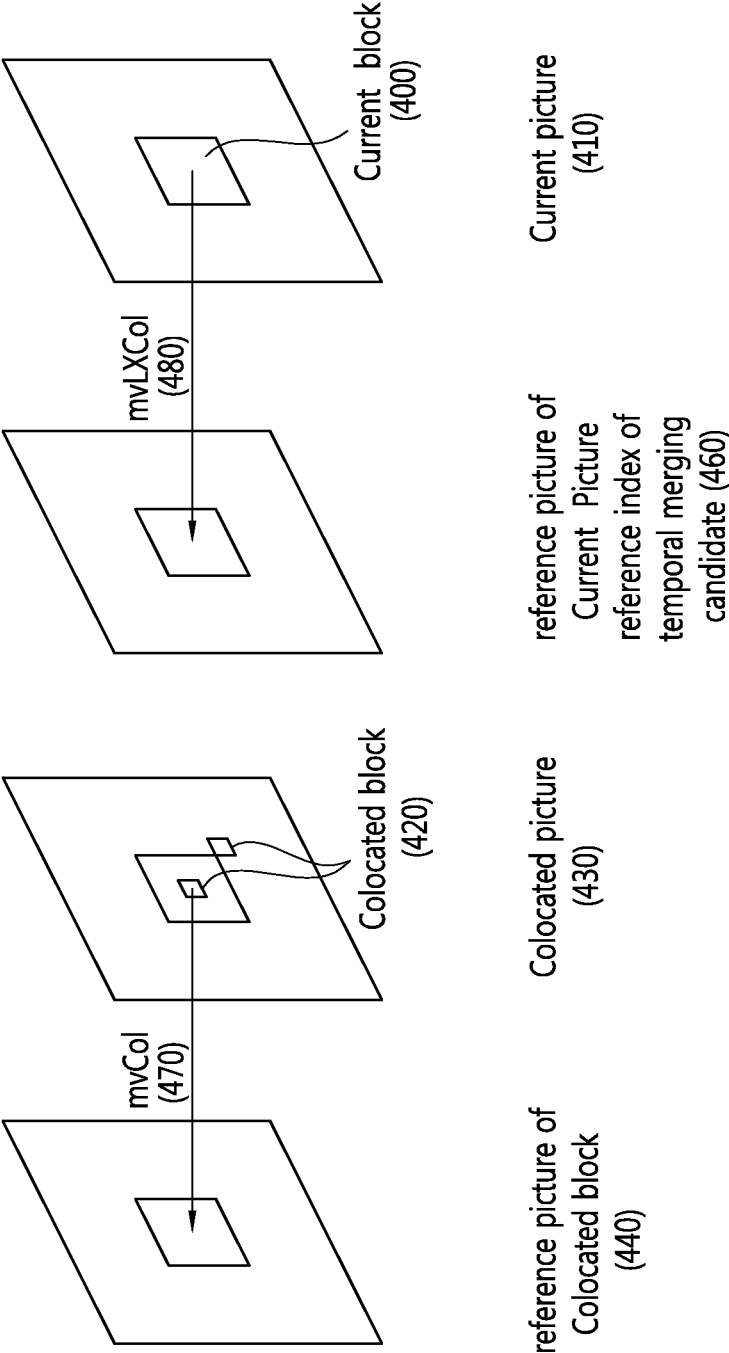 mvCol
(470)
mvLXCol
(480)
Colocated block
(420)
Current block
(400)
reference picture of
Colocated block
(440)
Colocated picture
(430)
reference picture of
Current Picture
reference index of
temporal merging
candidate (460)
Current picture
(410)